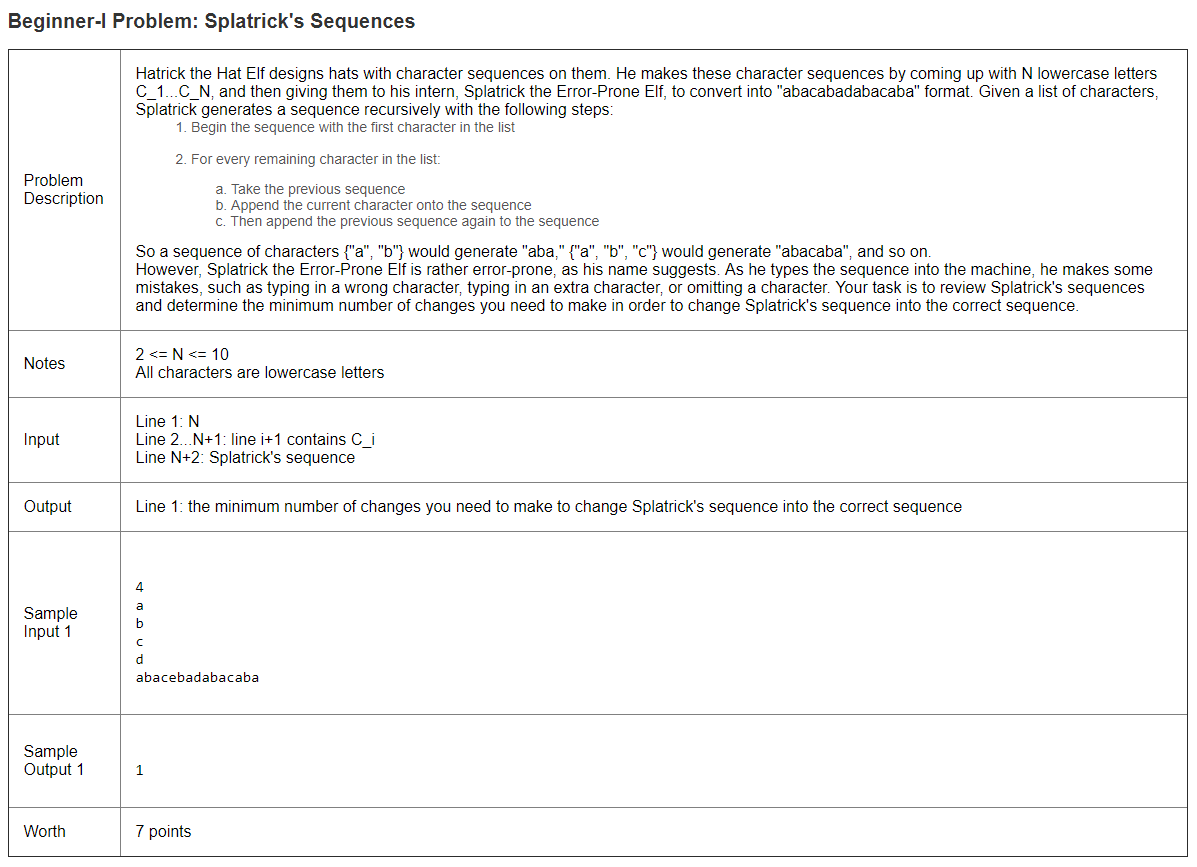 Beginner-I Problem: Splatrick's Sequences
Problem
Description
Hatrick the Hat Elf designs hats with character sequences on them. He makes these character sequences by coming up with N lowercase letters
C_1...C_N, and then giving them to his intern, Splatrick the Error-Prone Elf, to convert into "abacabadabacaba" format. Given a list of characters,
Splatrick generates a sequence recursively with the following steps:
1. Begin the sequence with the first character in the list
2. For every remaining character in the list:
a. Take the previous sequence
b. Append the current character onto the sequence
c. Then append the previous sequence again to the sequence
So a sequence of characters {"a", "b"} would generate "aba," {"a", "b", "c"} would generate "abacaba", and so on.
However, Splatrick the Error-Prone Elf is rather error-prone, as his name suggests. As he types the sequence into the machine, he makes some
mistakes, such as typing in a wrong character, typing in an extra character, or omitting a character. Your task is to review Splatrick's sequences
and determine the minimum number of changes you need to make in order to change Splatrick's sequence into the correct sequence.
Notes
2 <= N <= 10
All characters are lowercase letters
Input
Line 1: N
Line 2...N+1: line i+1 contains C_i
Line N+2: Splatrick's sequence
Output
Line 1: the minimum number of changes you need to make to change Splatrick's sequence into the correct sequence
Sample
Input 1
4
a
b
c
d
abacebadabacaba
Sample
Output 1
1
Worth
7 points